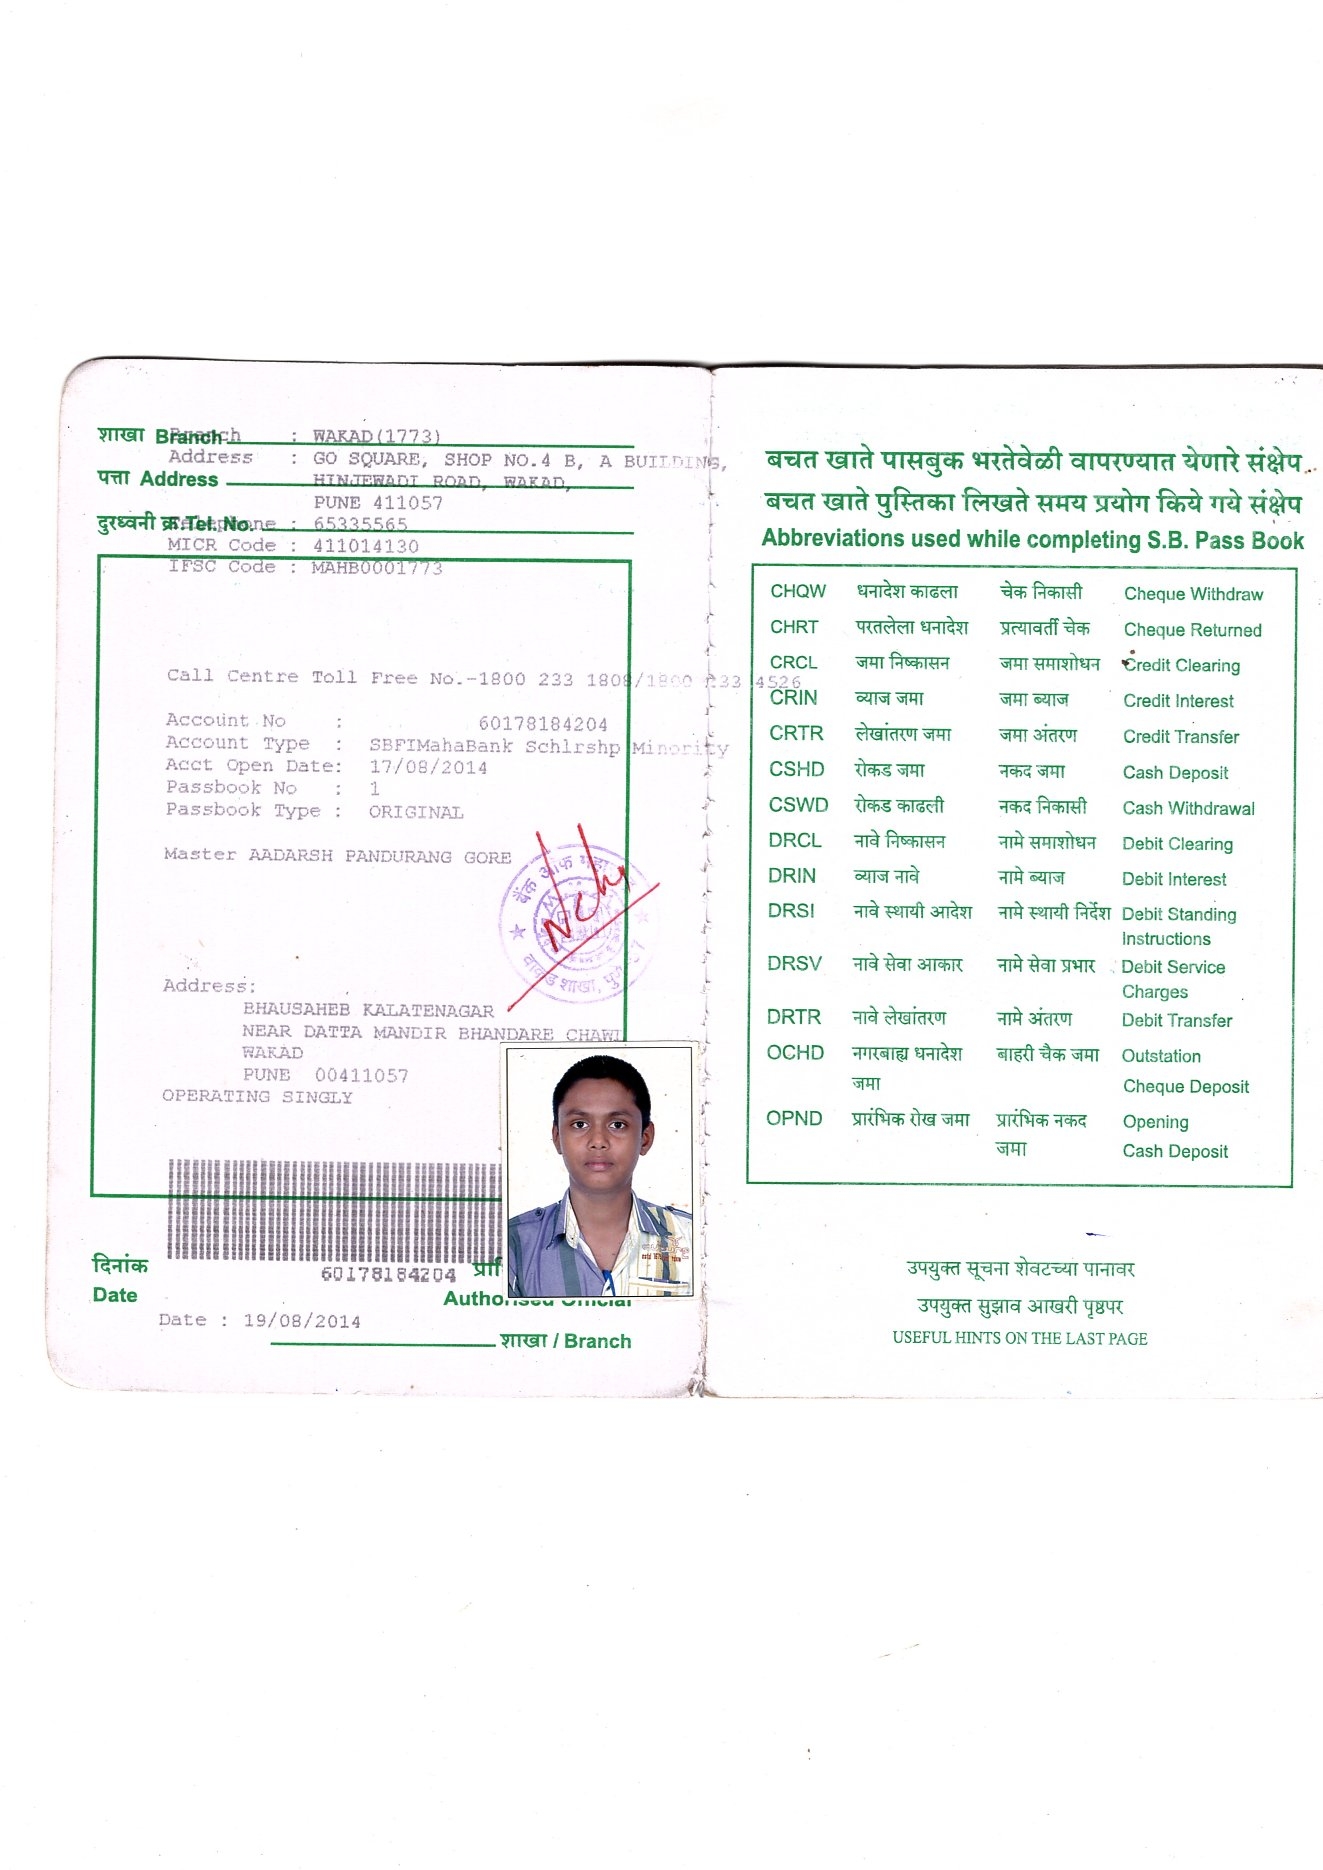 शाखा Branch
Branch : WAKAD(1773)
Address : GO SQUARE, SHOP NO.4 B, A BUILDING,
पत्ता Address
HINJEWADI ROAD, WAKAD,
PUNE 411057
दुरध्वनी क्र.Tel. No.
Telephone : 65335565
MICR Code : 411014130
IFSC Code : MAHB0001773
Call Centre Toll Free No.-1800 233 1808/1800 233 4526
Account No : 60178184204
Account Type : SBFIMahaBank Schlrshp Minority
Acct Open Date: 17/08/2014
Passbook No : 1
Passbook Type : ORIGINAL
Master AADARSH PANDURANG GORE
Address:
BHAUSAHEB KALATENAGAR
NEAR DATTA MANDIR BHANDARE CHAWL
WAKAD
PUNE 00411057
OPERATING SINGLY
60178184204
दिनांक
Date
Authorised Official
Date : 19/08/2014
शाखा / Branch
बचत खाते पासबुक भरतेवेळी वापरण्यात येणारे संक्षेप
बचत खाते पुस्तिका लिखते समय प्रयोग किये गये संक्षेप
Abbreviations used while completing S.B. Pass Book
CHQW धनादेश काढला चेक निकासी Cheque Withdraw
CHRT परतलेला धनादेश प्रत्यावर्ती चेक Cheque Returned
CRCL जमा निष्कासन जमा समाशोधन Credit Clearing
CRIN व्याज जमा जमा ब्याज Credit Interest
CRTR लेखांतरण जमा जमा अंतरण Credit Transfer
CSHD रोकड जमा नकद जमा Cash Deposit
CSWD रोकड काढली नकद निकासी Cash Withdrawal
DRCL नावे निष्कासन नामे समाशोधन Debit Clearing
DRIN व्याज नावे नामे ब्याज Debit Interest
DRSI नावे स्थायी आदेश नामे स्थायी निर्देश Debit Standing
Instructions
DRSV नावे सेवा आकार नामे सेवा प्रभार Debit Service
Charges
DRTR नावे लेखांतरण नामे अंतरण Debit Transfer
OCHD नगरबाह्य धनादेश बाहरी चैक जमा Outstation
जमा Cheque Deposit
OPND प्रारंभिक रोख जमा प्रारंभिक नकद Opening
जमा Cash Deposit
उपयुक्त सूचना शेवटच्या पानावर
उपयुक्त सुझाव आखरी पृष्ठपर
USEFUL HINTS ON THE LAST PAGE